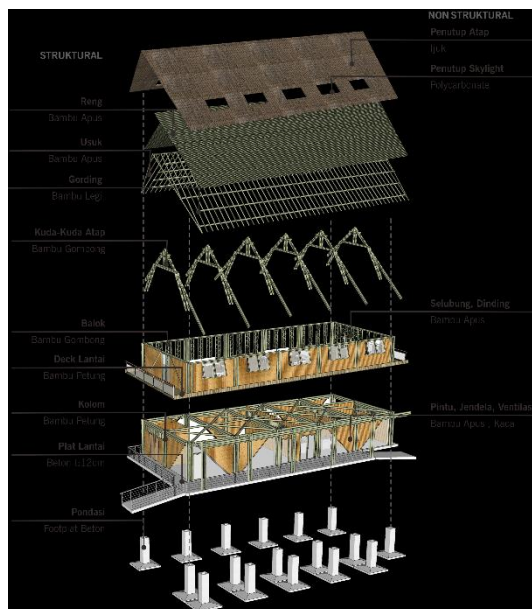 NON STRUKTURAL
Penutup Atap
Ijuk
STRUKTURAL
Penutup Skylight
Polycarbonate
Reng
Bambu Apus
Usuk
Bambu Apus
Gording
Bambu Legi
Kuda-Kuda Atap
Bambu Gombong
Selubung, Dinding
Bambu Apus
Balok
Bambu Gombong
Deck Lantai
Bambu Petung
Kolom
Bambu Petung
Pintu, Jendela, Ventilasi
Bambu Apus , Kaca
Plat Lantai
Beton t:12cm
Pondasi
Footplat Beton